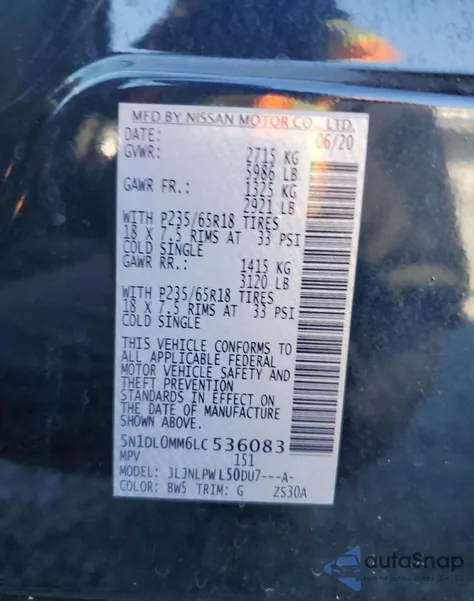 MFD BY NISSAN MOTOR CO., LTD.
DATE: 06/20
GVWR: 2715 KG
5986 LB
GAWR FR.: 1325 KG
2921 LB
WITH P235/65R18 TIRES
18 X 7.5 RIMS AT 33 PSI
COLD SINGLE
GAWR RR.: 1415 KG
3120 LB
WITH P235/65R18 TIRES
18 X 7.5 RIMS AT 33 PSI
COLD SINGLE
THIS VEHICLE CONFORMS TO
ALL APPLICABLE FEDERAL
MOTOR VEHICLE SAFETY AND
THEFT PREVENTION
STANDARDS IN EFFECT ON
THE DATE OF MANUFACTURE
SHOWN ABOVE.
5N1DL0MM6LC536083
MPV 151
MODEL: JLJNLPW L50DU7---A-
COLOR: BW5 TRIM: G ZS30A
autoSnap